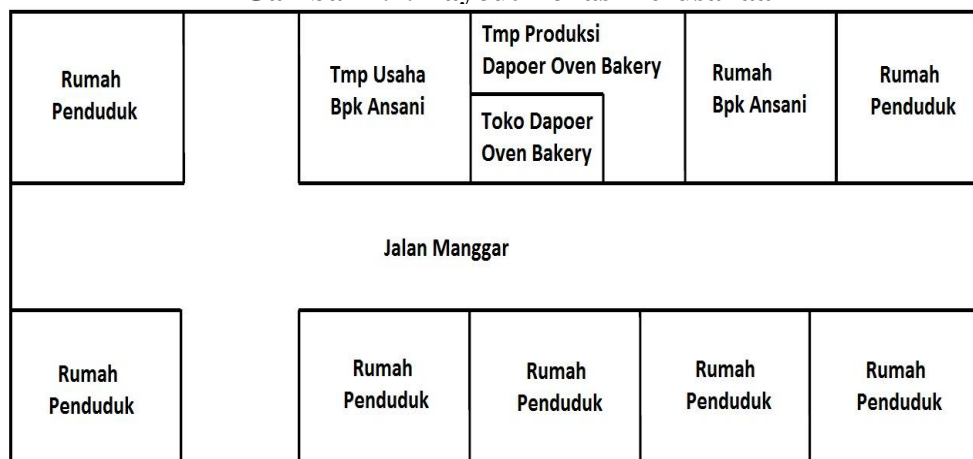 Rumah
Penduduk
Tmp Usaha
Bpk Ansani
Tmp Produksi
Dapoer Oven Bakery
Toko Dapoer
Oven Bakery
Rumah
Bpk Ansani
Rumah
Penduduk
Jalan Manggar
Rumah
Penduduk
Rumah
Penduduk
Rumah
Penduduk
Rumah
Penduduk
Rumah
Penduduk